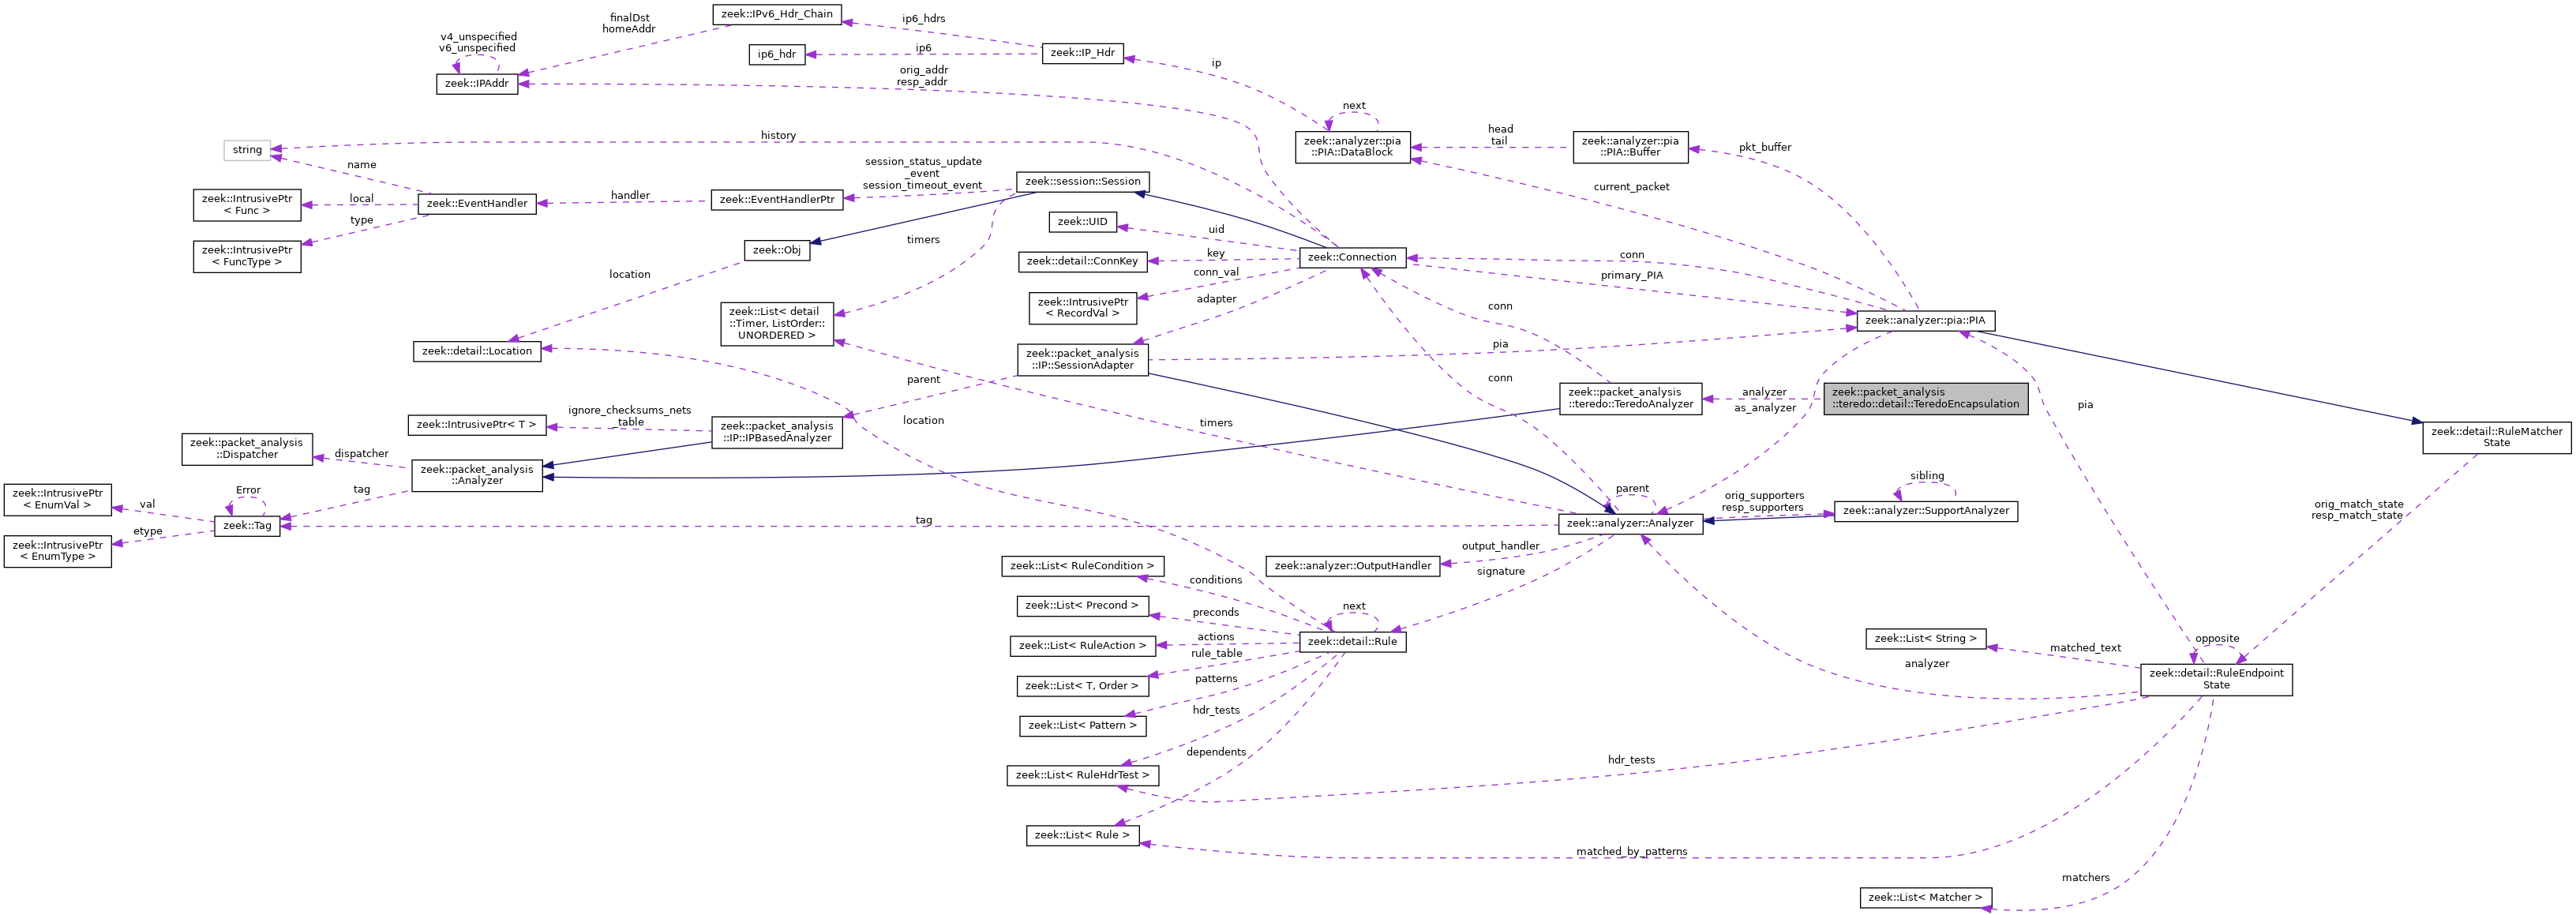 zeek::IPv6_Hdr_Chain
finalDst
homeAddr
ip6_hdrs
v4_unspecified
v6_unspecified
ip6_hdr
ip6
zeek::IP_Hdr
ip
zeek::IPAddr
orig_addr
resp_addr
next
string
history
name
zeek::analyzer::pia
::PIA::DataBlock
head
tail
zeek::analyzer::pia
::PIA::Buffer
pkt_buffer
current_packet
zeek::IntrusivePtr
< Func >
local
type
zeek::EventHandler
handler
zeek::EventHandlerPtr
session_status_update
_event
session_timeout_event
zeek::session::Session
zeek::IntrusivePtr
< FuncType >
zeek::Obj
timers
zeek::UID
uid
zeek::detail::ConnKey
key
zeek::Connection
conn
primary_PIA
location
conn_val
zeek::IntrusivePtr
< RecordVal >
adapter
zeek::List< detail
::Timer, ListOrder::
UNORDERED >
conn
zeek::analyzer::pia::PIA
zeek::detail::Location
zeek::packet_analysis
::IP::SessionAdapter
pia
conn
parent
zeek::packet_analysis
::teredo::TeredoAnalyzer
analyzer
as_analyzer
zeek::packet_analysis
::teredo::detail::TeredoEncapsulation
pia
zeek::detail::RuleMatcher
State
zeek::IntrusivePtr< T >
ignore_checksums_nets
_table
zeek::packet_analysis
::IP::IPBasedAnalyzer
location
timers
zeek::packet_analysis
::Dispatcher
dispatcher
zeek::packet_analysis
::Analyzer
tag
zeek::IntrusivePtr
< EnumVal >
val
Error
zeek::Tag
etype
zeek::IntrusivePtr
< EnumType >
tag
parent
zeek::analyzer::Analyzer
orig_supporters
resp_supporters
sibling
zeek::analyzer::SupportAnalyzer
orig_match_state
resp_match_state
output_handler
zeek::analyzer::OutputHandler
signature
zeek::List< RuleCondition >
conditions
zeek::List< Precond >
preconds
next
zeek::List< RuleAction >
actions
zeek::detail::Rule
rule_table
zeek::List< T, Order >
patterns
zeek::List< Pattern >
hdr_tests
dependents
zeek::List< RuleHdrTest >
zeek::List< Rule >
zeek::List< String >
matched_text
opposite
zeek::detail::RuleEndpoint
State
analyzer
hdr_tests
matched_by_patterns
matchers
zeek::List< Matcher >